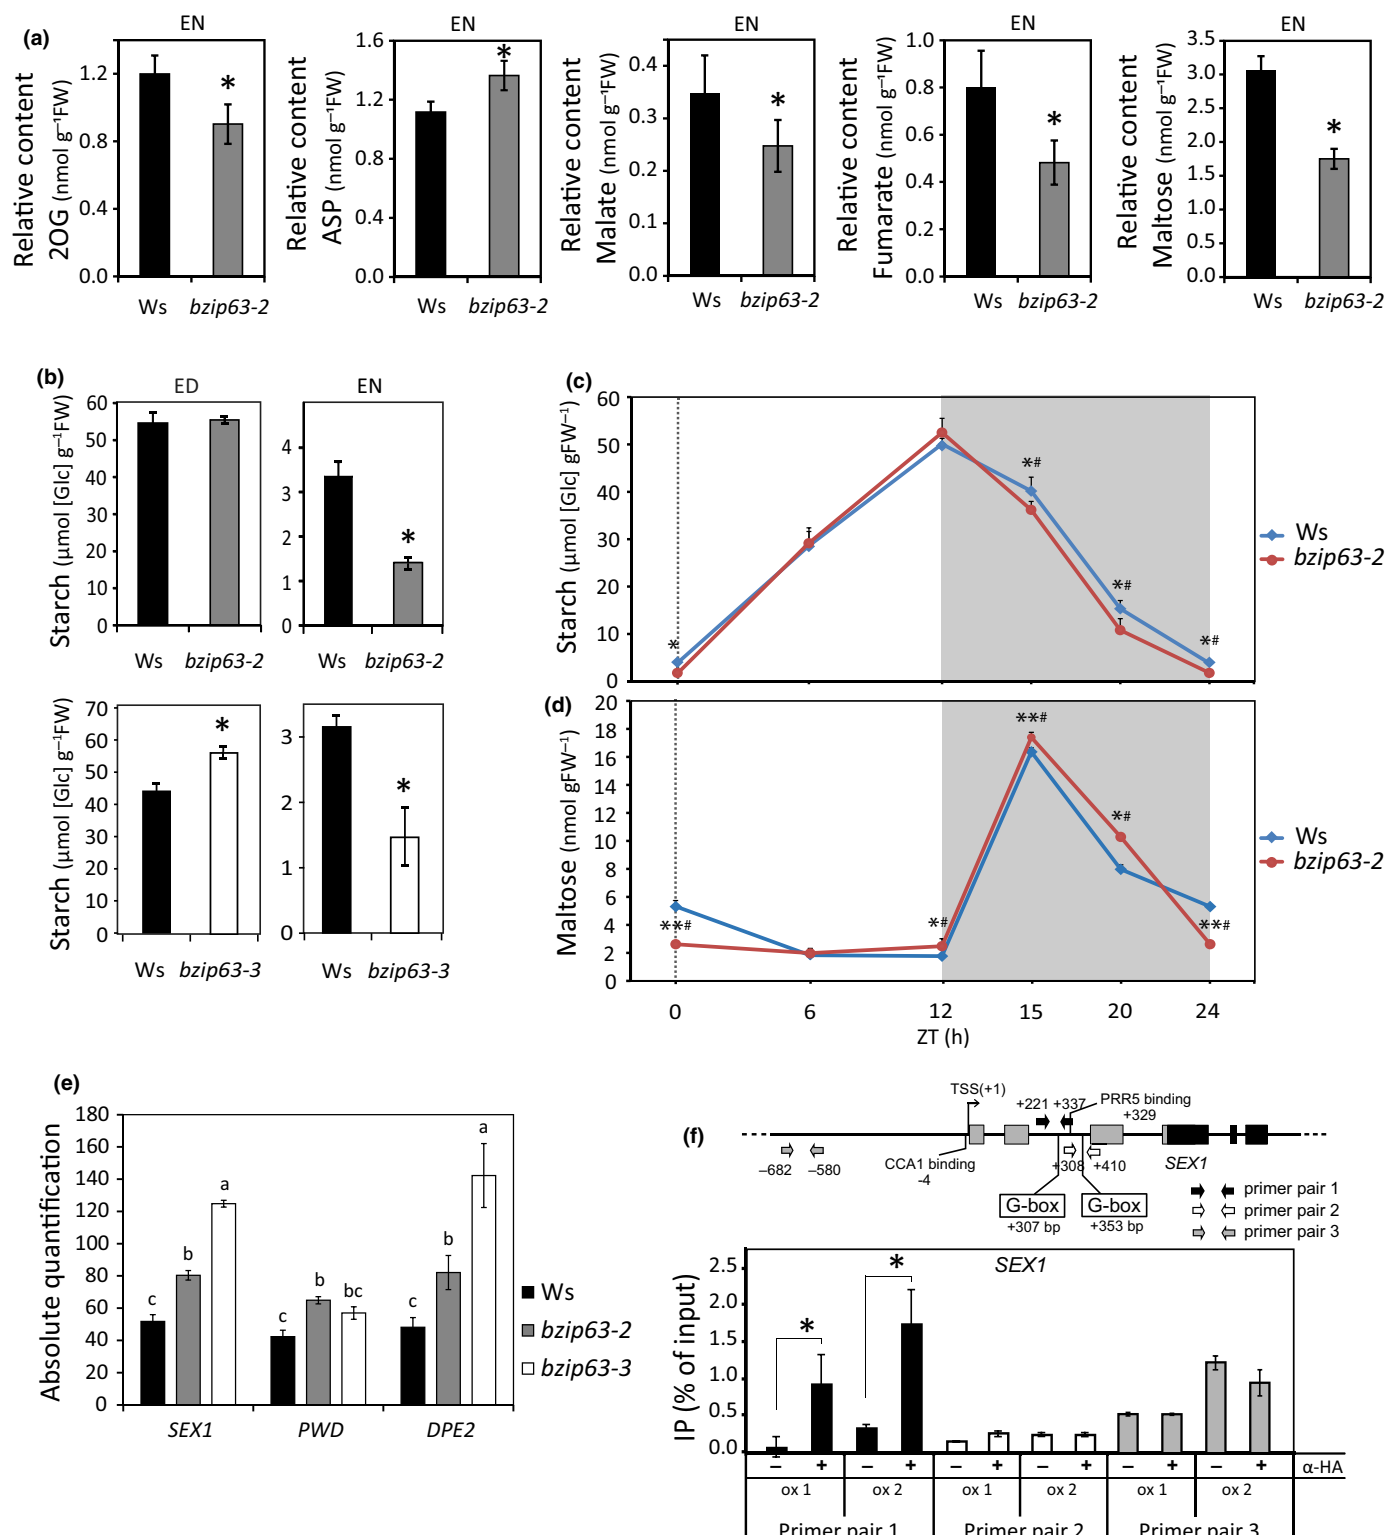 (a)
EN
Relative content
2OG (nmol g⁻¹FW)
1.2
0.8
0.4
0.0
*
Ws
bzip63-2
EN
Relative content
ASP (nmol g⁻¹FW)
1.6
1.2
0.8
0.4
0.0
*
Ws
bzip63-2
EN
Relative content
Malate (nmol g⁻¹FW)
0.4
0.3
0.2
0.1
0.0
*
Ws
bzip63-2
EN
Relative content
Fumarate (nmol g⁻¹FW)
1.0
0.8
0.6
0.4
0.2
0.0
*
Ws
bzip63-2
EN
Relative content
Maltose (nmol g⁻¹FW)
3.5
3.0
2.5
2.0
1.5
1.0
0.5
0.0
*
Ws
bzip63-2
(b)
ED
Starch (µmol [Glc] g⁻¹FW)
60
50
40
30
20
10
0
Ws
bzip63-2
EN
4
3
2
1
0
*
Ws
bzip63-2
Starch (µmol [Glc] g⁻¹FW)
70
60
50
40
30
20
10
0
*
Ws
bzip63-3
3
2
1
0
*
Ws
bzip63-3
(c)
Starch (µmol [Glc] gFW⁻¹)
60
50
40
30
20
10
0
*
*#
*#
*#
Ws
bzip63-2
(d)
Maltose (nmol gFW⁻¹)
20
18
16
14
12
10
8
6
4
2
0
**#
*#
**#
*#
**#
Ws
bzip63-2
0
6
12
15
20
24
ZT (h)
(e)
Absolute quantification
180
160
140
120
100
80
60
40
20
0
c
b
a
c
b
bc
c
b
a
SEX1
PWD
DPE2
Ws
bzip63-2
bzip63-3
(f)
TSS(+1)
+221
+337
PRR5 binding
+329
−682
−580
CCA1 binding
-4
+308
+410
SEX1
G-box
+307 bp
G-box
+353 bp
primer pair 1
primer pair 2
primer pair 3
SEX1
IP (% of input)
2.5
2.0
1.5
1.0
0.5
0.0
*
*
– + – + – + – + – + – +
α-HA
ox 1 ox 2 ox 1 ox 2 ox 1 ox 2
Primer pair 1 Primer pair 2 Primer pair 3